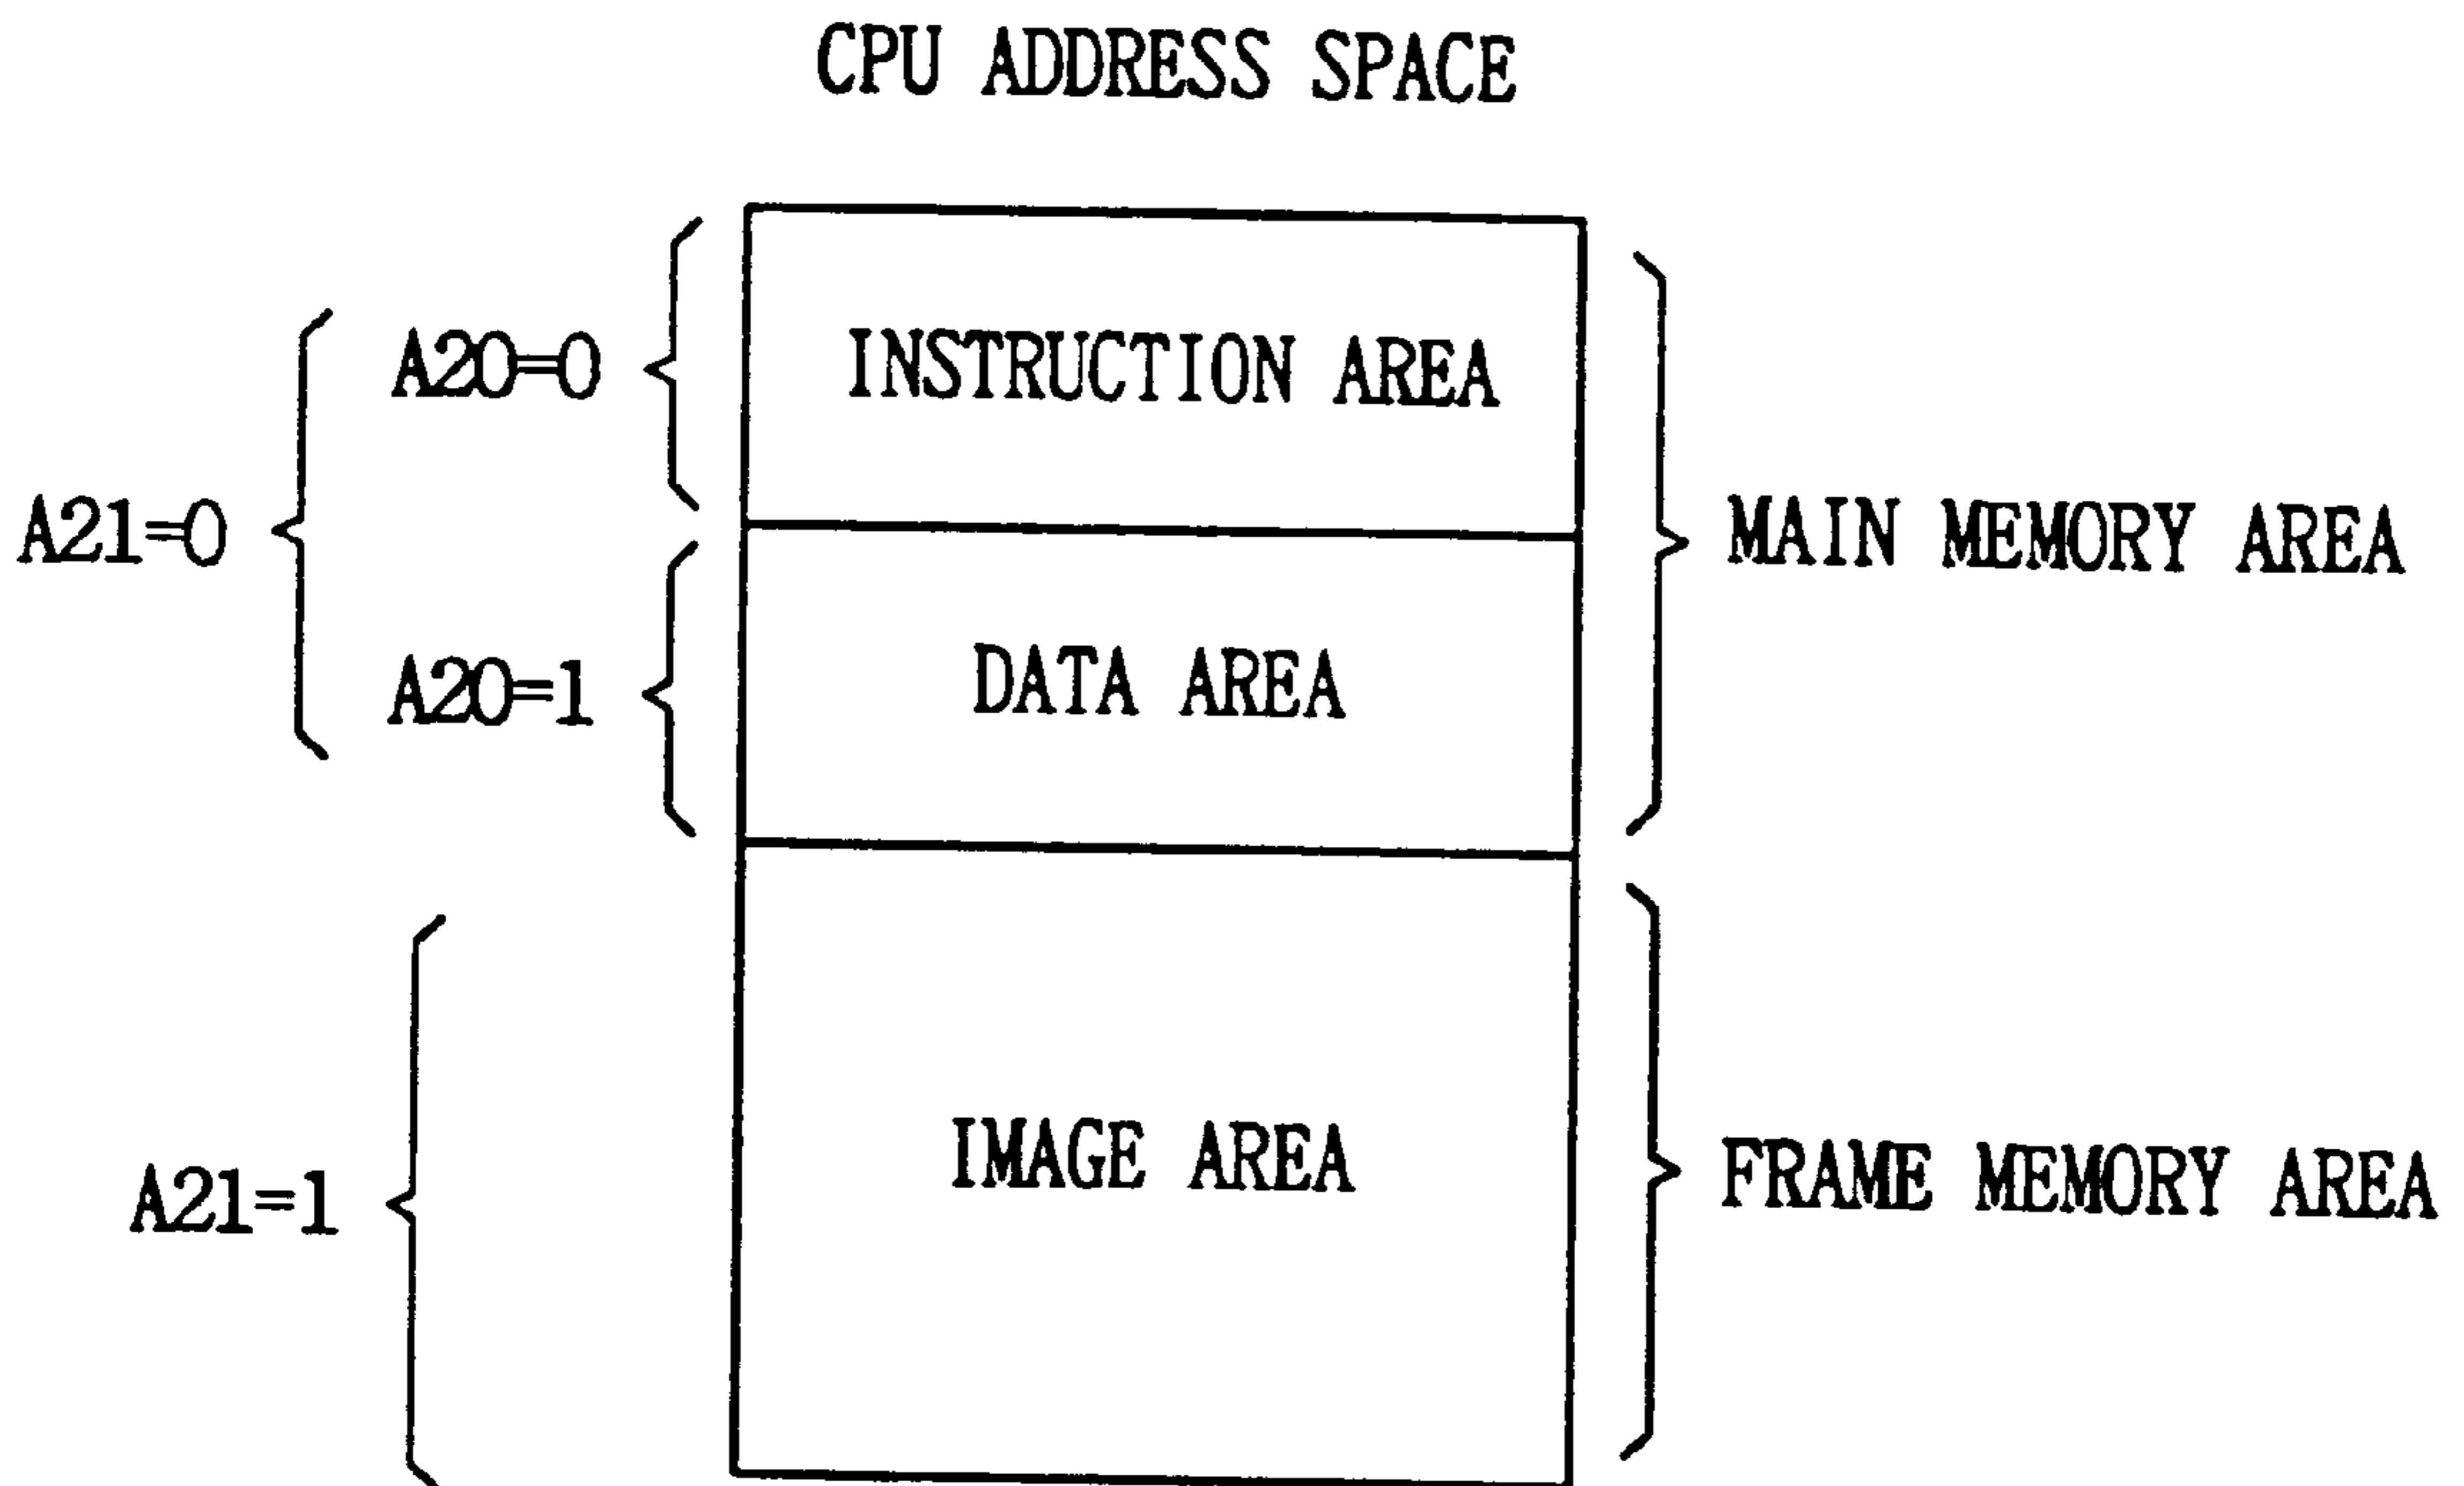 CPU ADDRESS SPACE
A20=0
INSTRUCTION AREA
A21=0
MAIN MEMORY AREA
A20=1
DATA AREA
IMAGE AREA
A21=1
FRAME MEMORY AREA